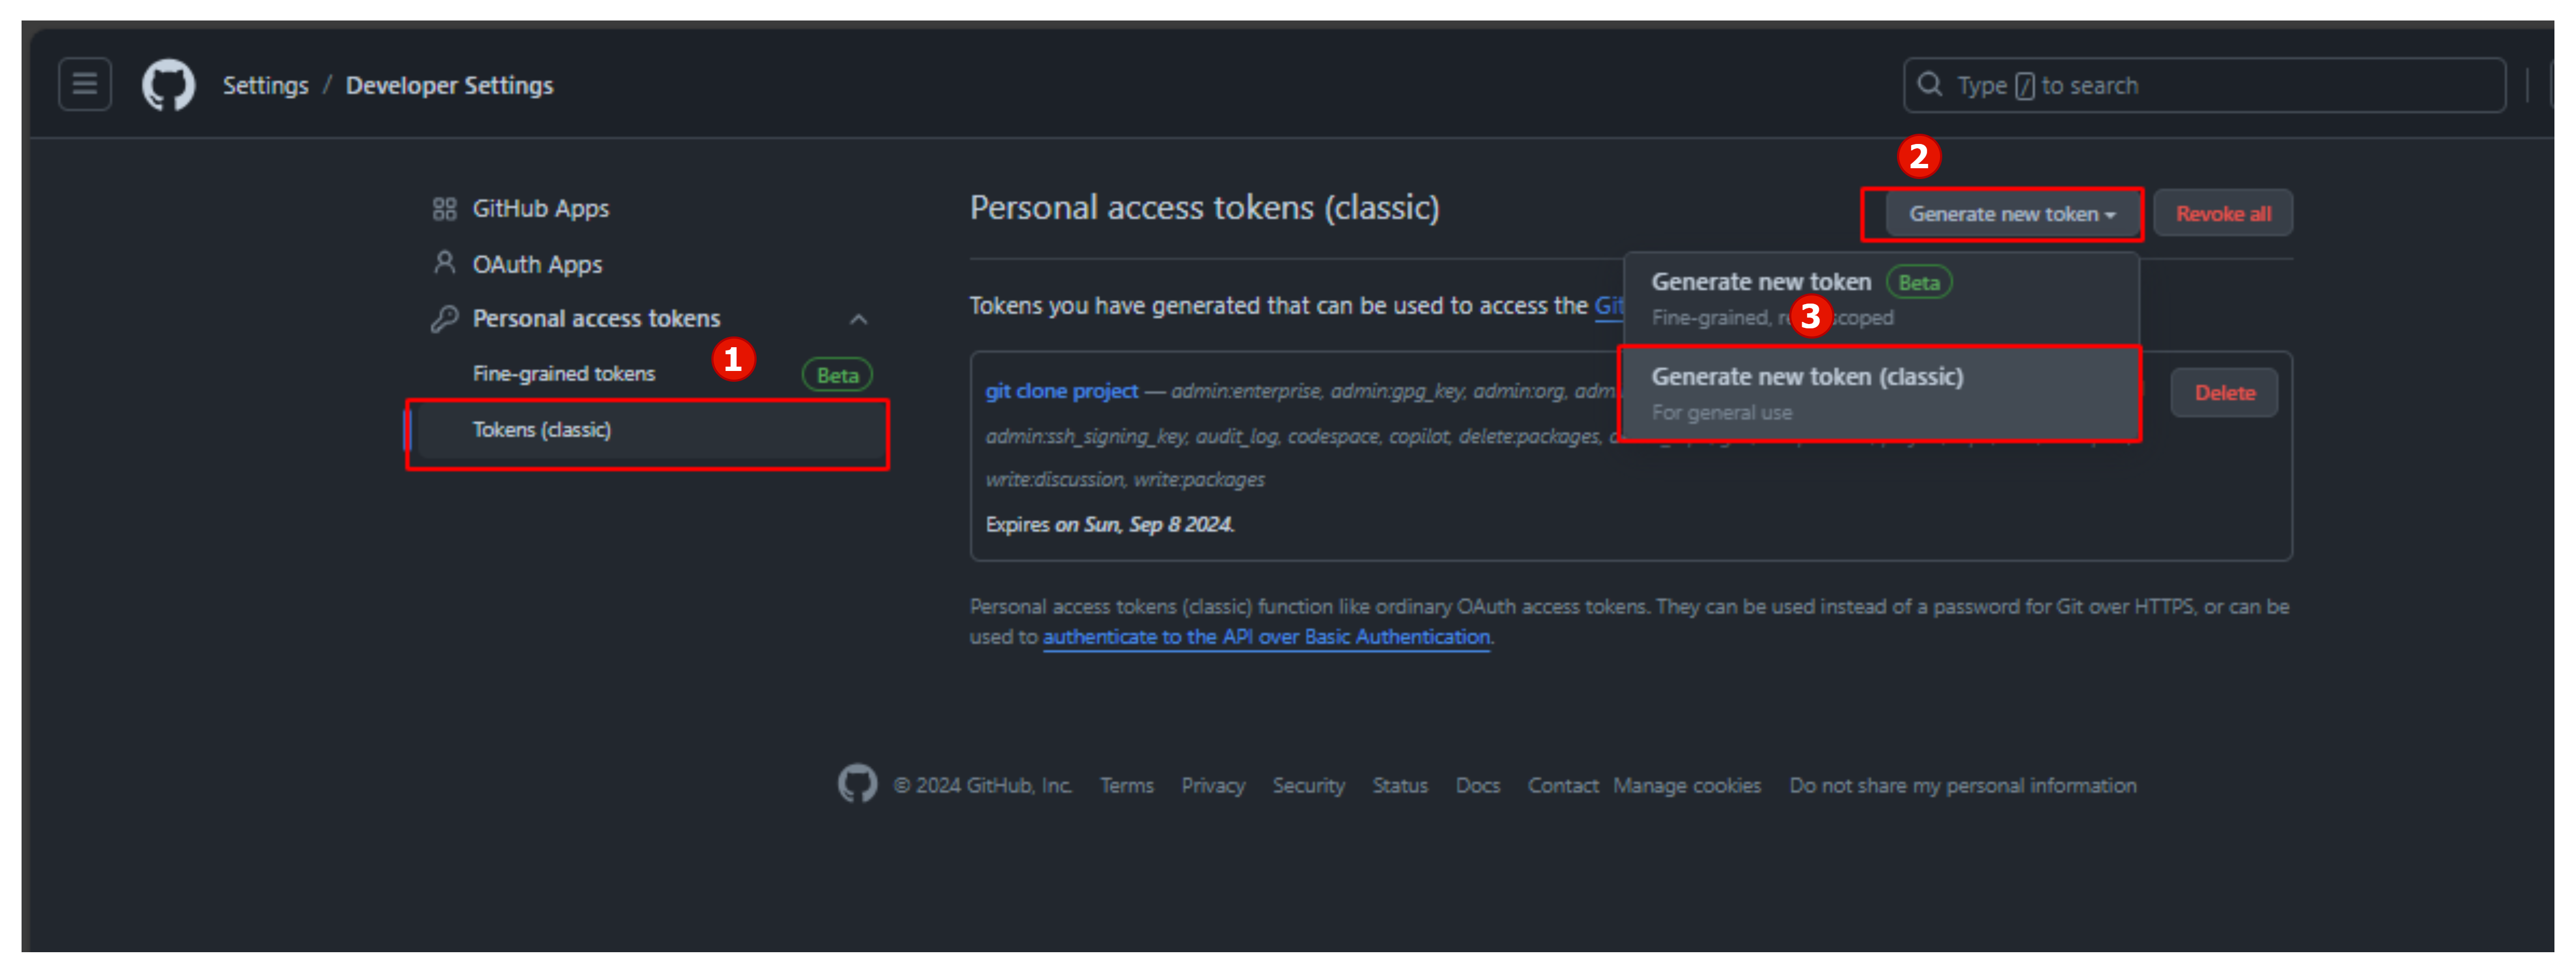 Settings / Developer Settings
Type / to search
GitHub Apps
OAuth Apps
Personal access tokens
1
Fine-grained tokens Beta
Tokens (classic)
2
Personal access tokens (classic)
Generate new token
Revoke all
Tokens you have generated that can be used to access the
Generate new token Beta
Fine-grained, scoped
3
Generate new token (classic)
For general use
git clone project — admin:enterprise, admin:gpg_key, admin:org,
Delete
admin:ssh_signing_key, audit_log, codespace, copilot, delete:packages,
write:discussion, write:packages
Expires on Sun, Sep 8 2024.
Personal access tokens (classic) function like ordinary OAuth access tokens. They can be used instead of a password for Git over HTTPS, or can be
used to authenticate to the API over Basic Authentication.
© 2024 GitHub, Inc. Terms Privacy Security Status Docs Contact Manage cookies Do not share my personal information